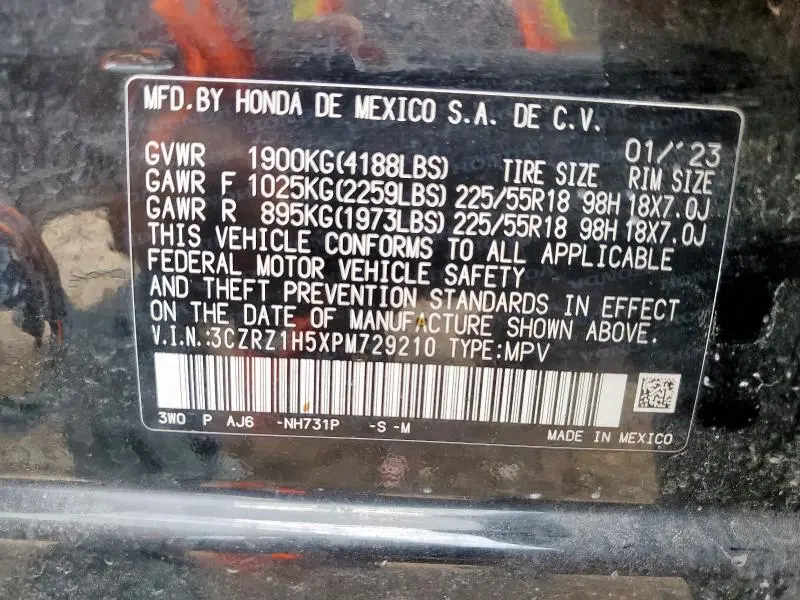 MFD.BY HONDA DE MEXICO S.A. DE C.V.
01/'23
GVWR 1900KG(4188LBS) TIRE SIZE RIM SIZE
GAWR F 1025KG(2259LBS) 225/55R18 98H 18X7.0J
GAWR R 895KG(1973LBS) 225/55R18 98H 18X7.0J
THIS VEHICLE CONFORMS TO ALL APPLICABLE
FEDERAL MOTOR VEHICLE SAFETY
AND THEFT PREVENTION STANDARDS IN EFFECT
ON THE DATE OF MANUFACTURE SHOWN ABOVE.
V.I.N.:3CZRZ1H5XPM729210 TYPE:MPV
3WO P AJ6 -NH731P -S -M
MADE IN MEXICO